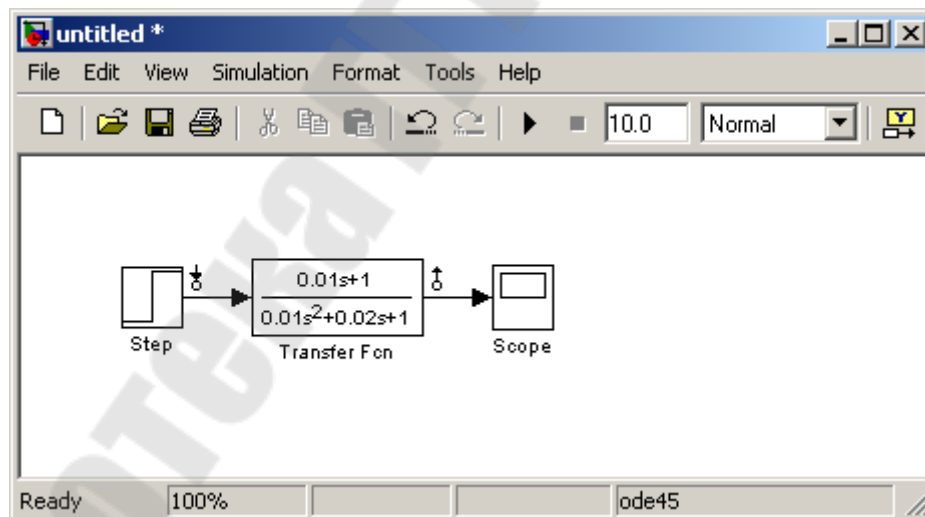 untitled *
File Edit View Simulation Format Tools Help
10.0 Normal
0.01s+1
0.01s²+0.02s+1
Step
Transfer Fcn
Scope
Ready 100% ode45